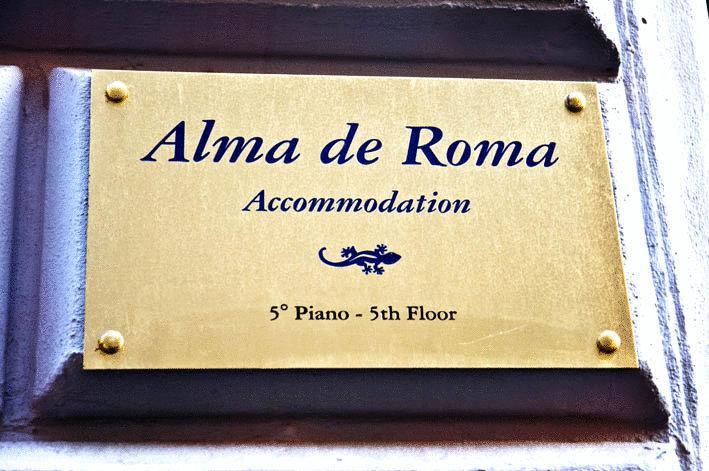 Alma de Roma
Accommodation
5° Piano - 5th Floor